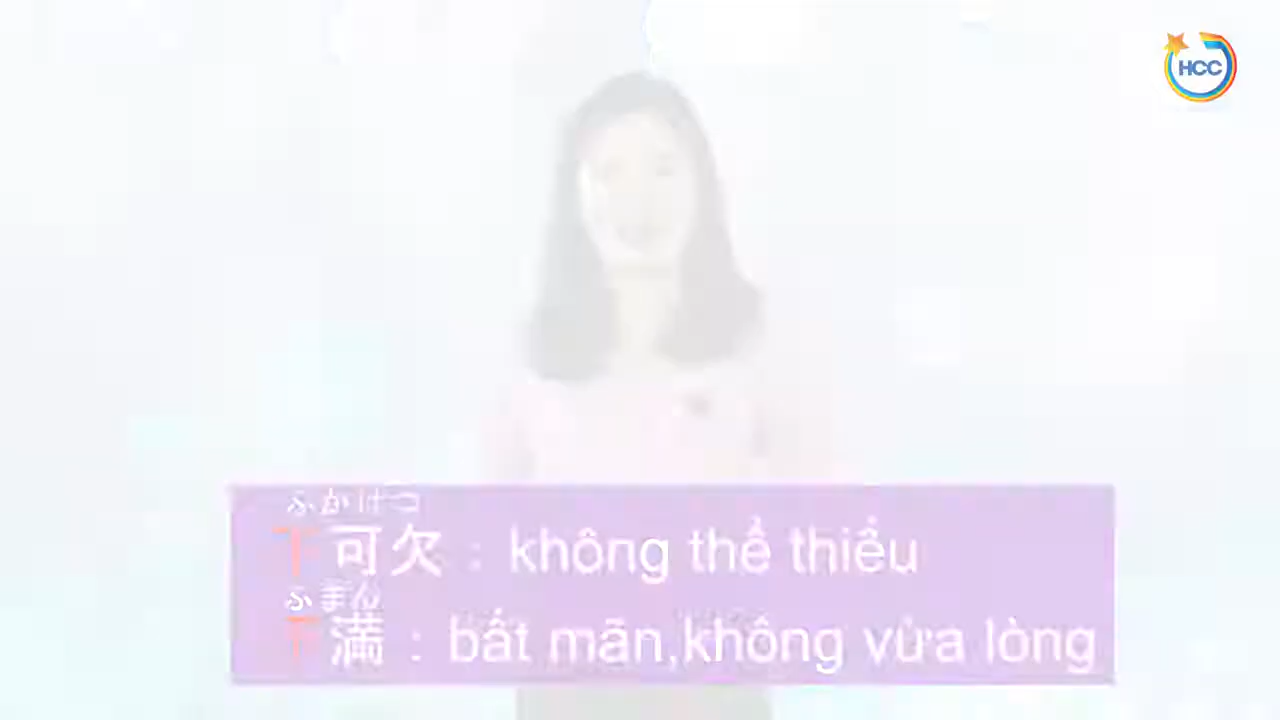 HCC
ふかけつ
不可欠 : không thể thiếu
ふまん
不満 : bất mãn,không vừa lòng